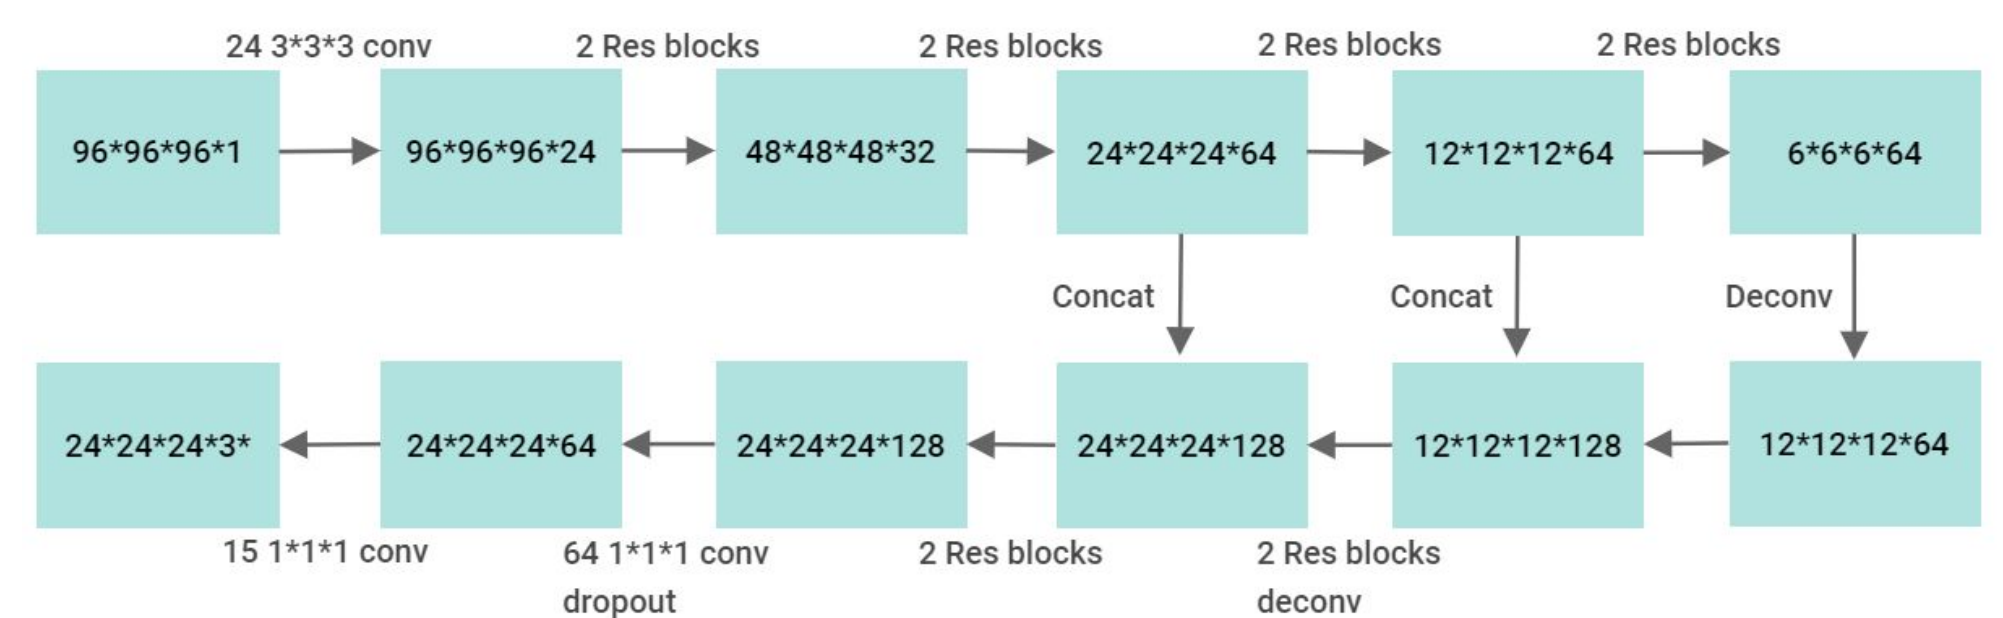 24 3*3*3 conv
2 Res blocks
2 Res blocks
2 Res blocks
2 Res blocks
96*96*96*1
96*96*96*24
48*48*48*32
24*24*24*64
12*12*12*64
6*6*6*64
Concat
Concat
Deconv
24*24*24*3*
24*24*24*64
24*24*24*128
24*24*24*128
12*12*12*128
12*12*12*64
15 1*1*1 conv
64 1*1*1 conv
dropout
2 Res blocks
2 Res blocks
deconv